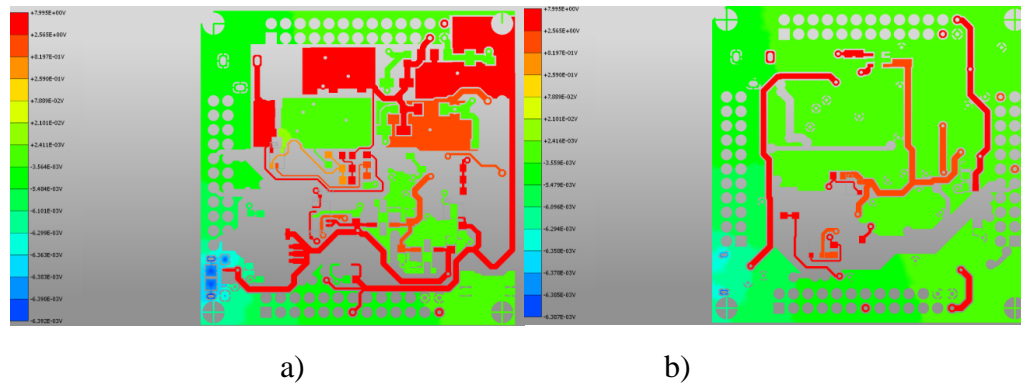 +7.995E+00V
+2.565E+00V
+8.197E-01V
+2.590E-01V
+7.889E-02V
+2.101E-02V
+2.411E-03V
-3.564E-03V
-5.484E-03V
-6.101E-03V
-6.299E-03V
-6.363E-03V
-6.383E-03V
-6.390E-03V
-6.392E-03V
+7.995E+00V
+2.565E+00V
+8.197E-01V
+2.590E-01V
+7.889E-02V
+2.101E-02V
+2.416E-03V
-3.559E-03V
-5.479E-03V
-6.096E-03V
-6.294E-03V
-6.358E-03V
-6.378E-03V
-6.385E-03V
-6.387E-03V
a)
b)